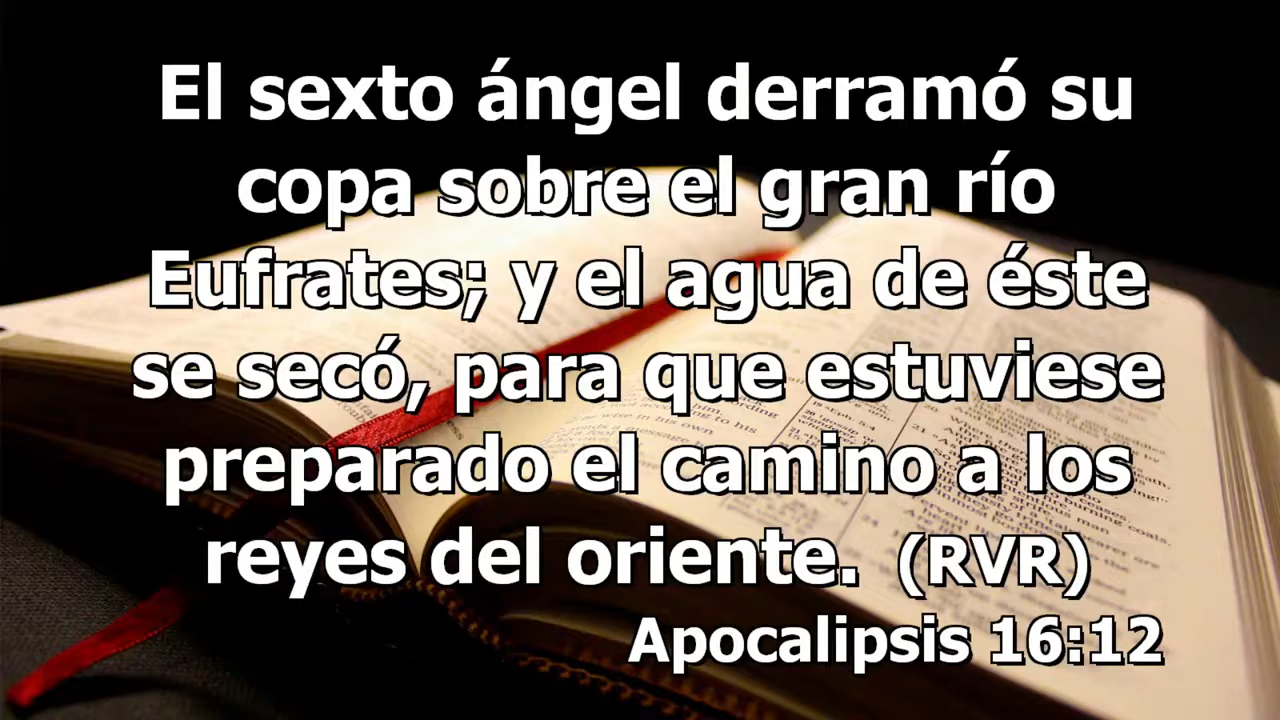 El sexto ángel derramó su
copa sobre el gran río
Eufrates; y el agua de éste
se secó, para que estuviese
preparado el camino a los
reyes del oriente. (RVR)
Apocalipsis 16:12